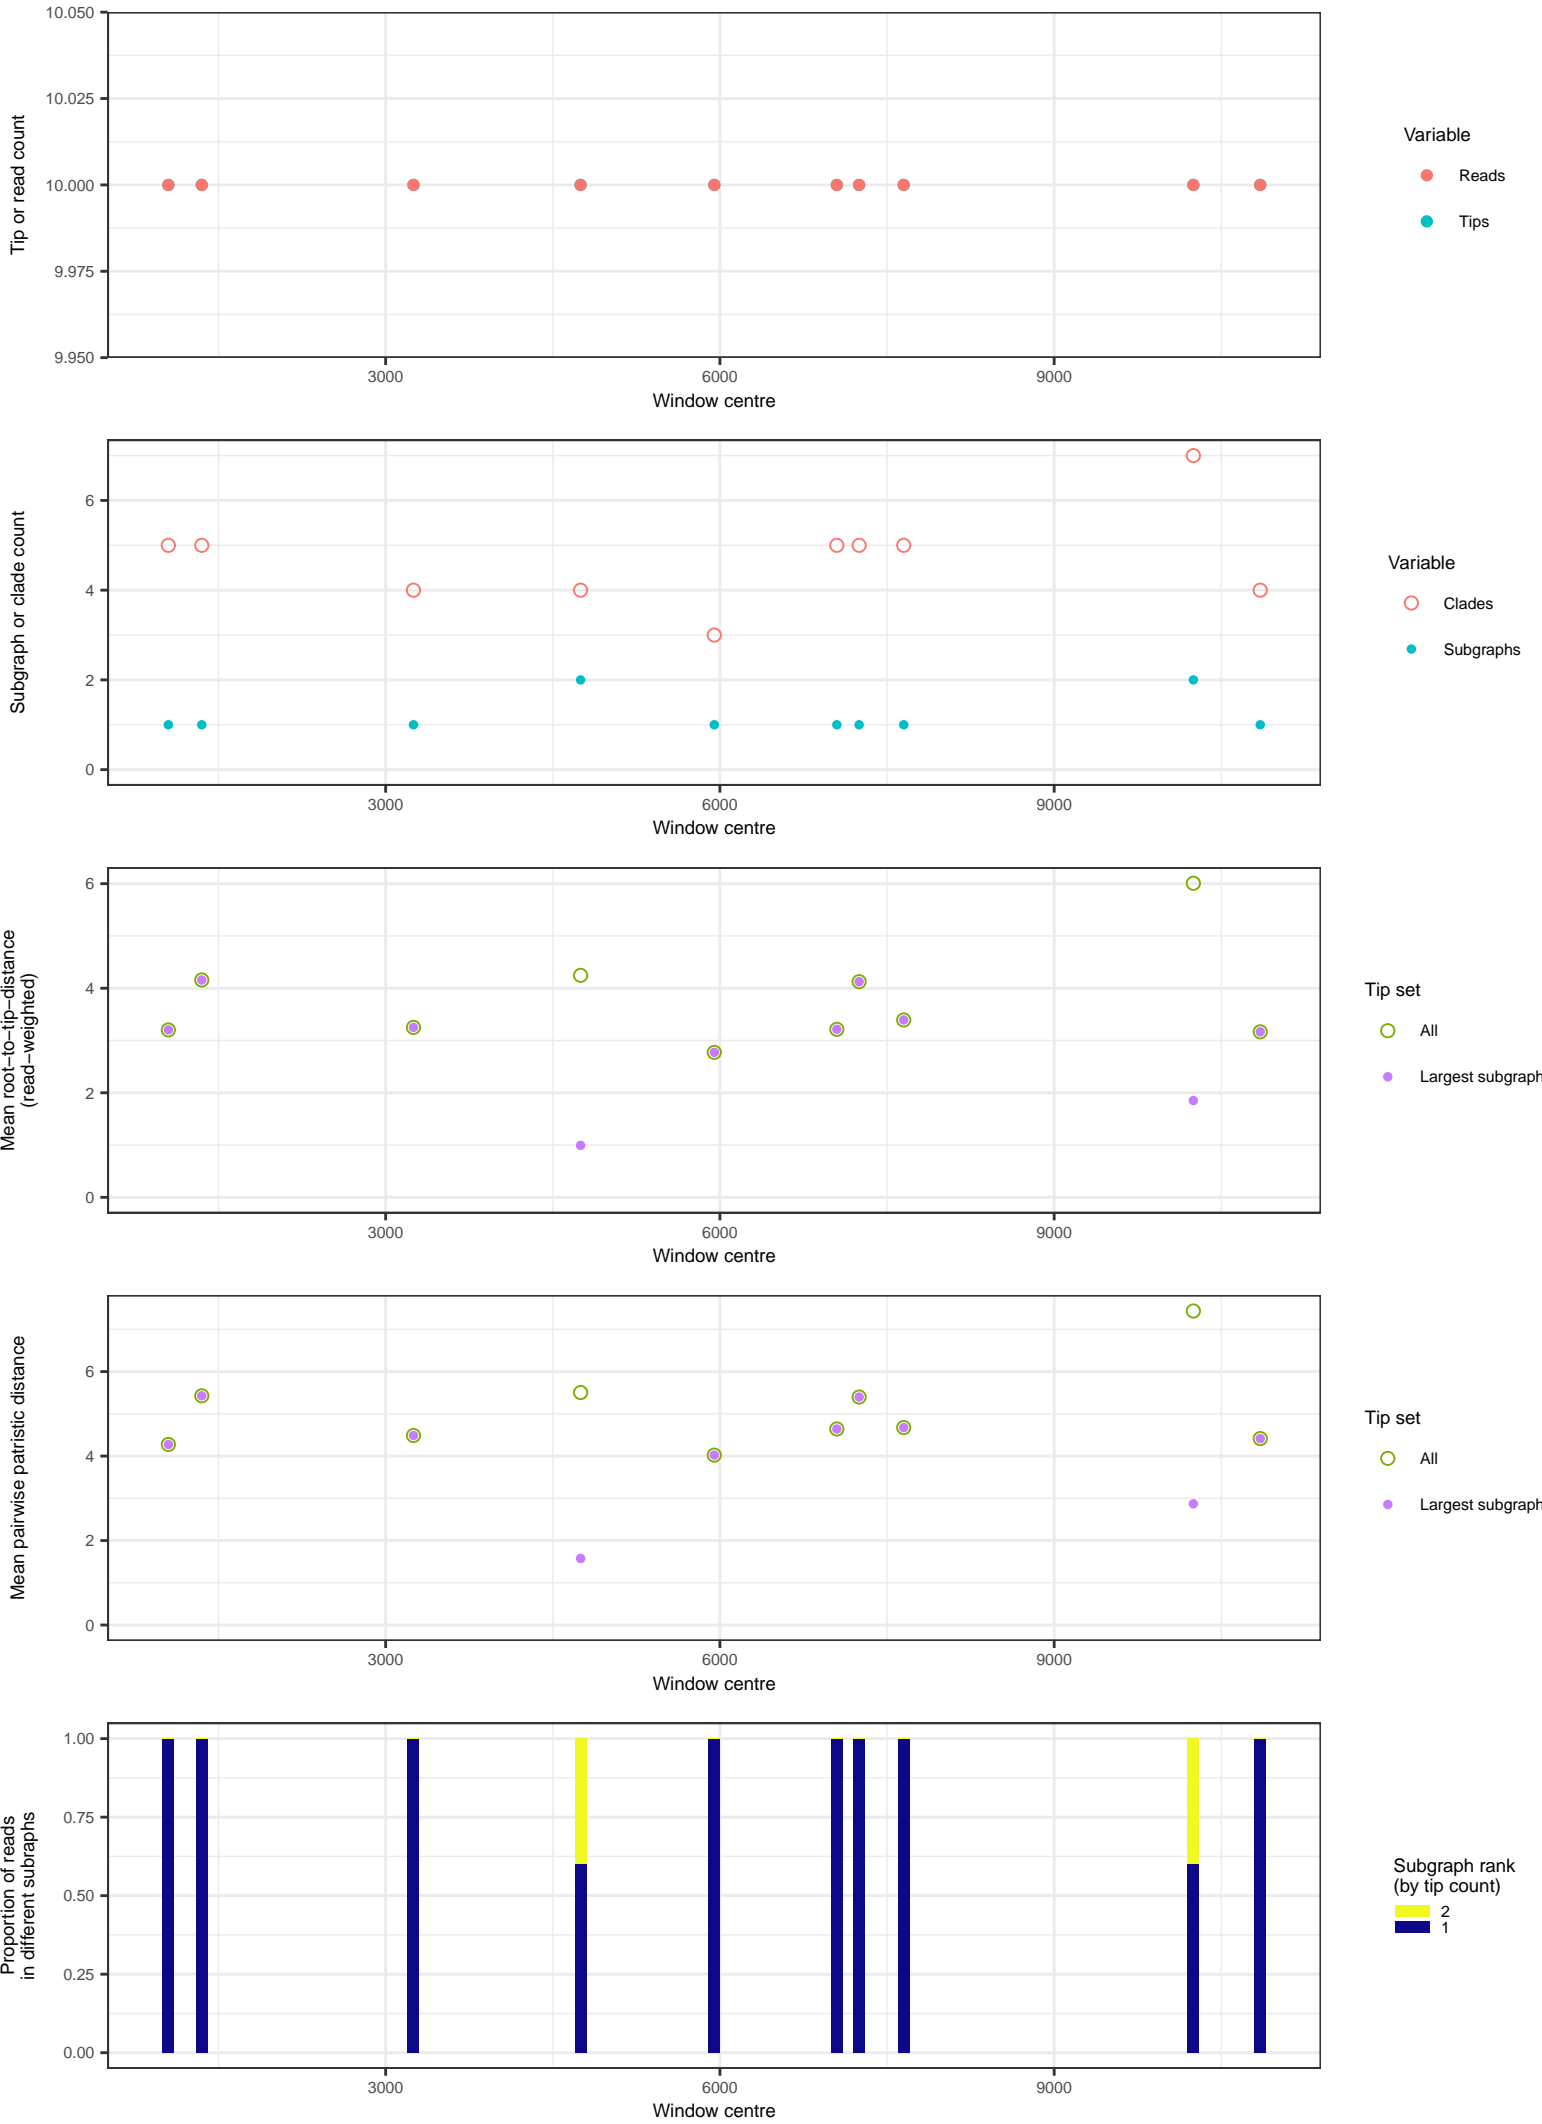 10.050
10.025
10.000
9.975
9.950
Tip or read count
3000
6000
9000
Window centre
Variable
Reads
Tips
6
4
2
0
Subgraph or clade count
3000
6000
9000
Window centre
Variable
Clades
Subgraphs
6
4
2
0
Mean root−to−tip−distance
(read−weighted)
3000
6000
9000
Window centre
Tip set
All
Largest subgraph
6
4
2
0
Mean pairwise patristic distance
3000
6000
9000
Window centre
Tip set
All
Largest subgraph
1.00
0.75
0.50
0.25
0.00
Proportion of reads
in different subraphs
3000
6000
9000
Window centre
Subgraph rank
(by tip count)
2
1